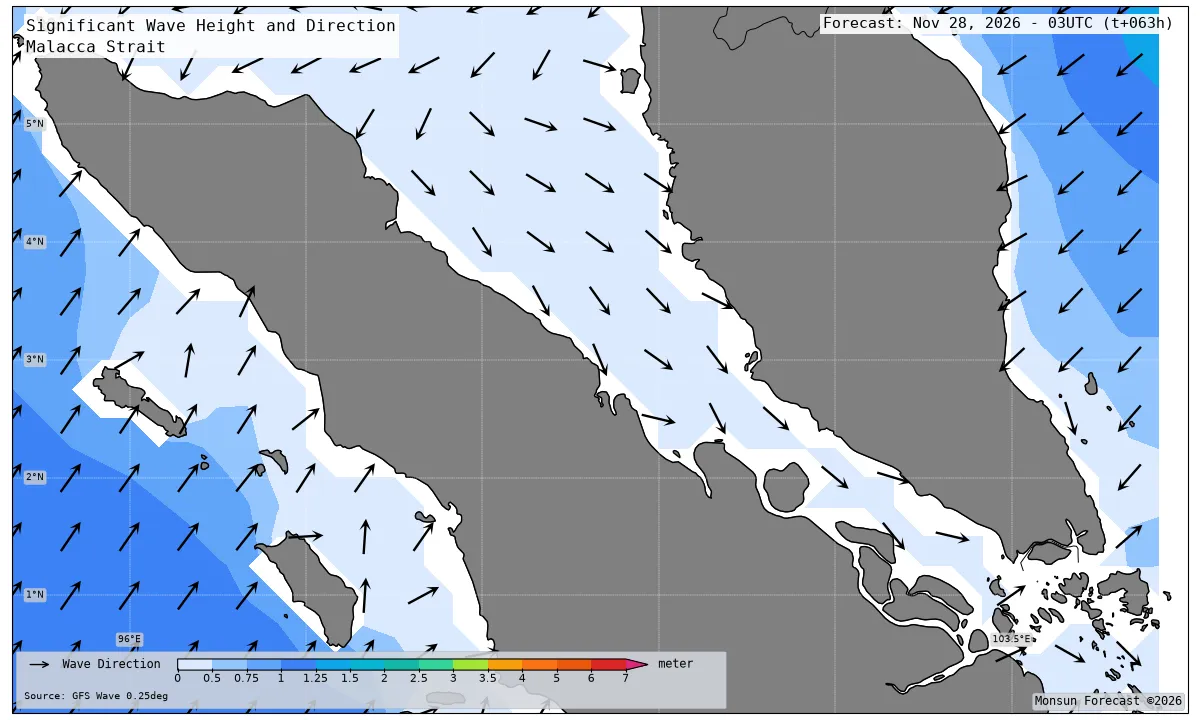 Significant Wave Height and Direction
Malacca Strait
Forecast: Nov 28, 2026 - 03UTC (t+063h)
5°N
4°N
3°N
2°N
1°N
96°E
103.5°E
Wave Direction
meter
0 0.5 0.75 1 1.25 1.5 2 2.5 3 3.5 4 5 6 7
Source: GFS Wave 0.25deg
Monsun Forecast ©2026